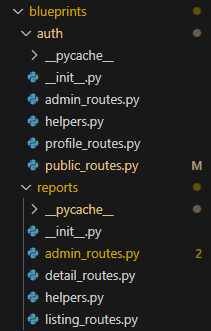 blueprints
auth
__pycache__
__init__.py
admin_routes.py
helpers.py
profile_routes.py
public_routes.py M
reports
__pycache__
__init__.py
admin_routes.py 2
detail_routes.py
helpers.py
listing_routes.py